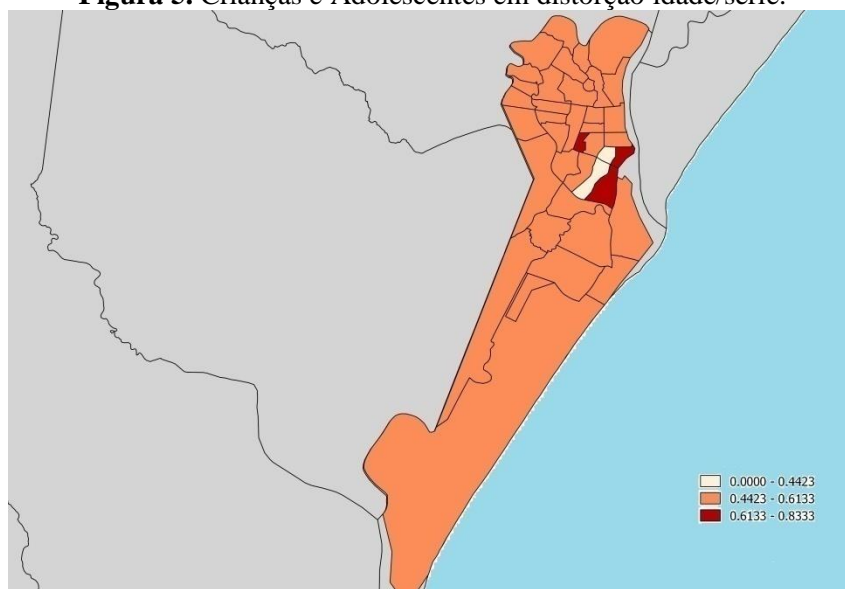 Figura 5. Crianças e Adolescentes em distorção idade/série.
0.0000 - 0.4423
0.4423 - 0.6133
0.6133 - 0.8333